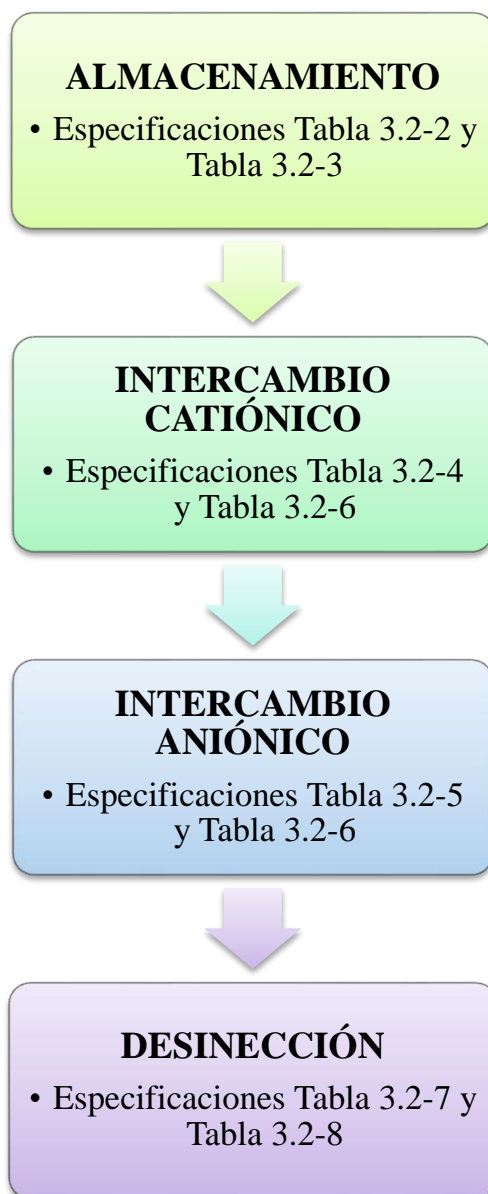 ALMACENAMIENTO
• Especificaciones Tabla 3.2-2 y
Tabla 3.2-3
INTERCAMBIO
CATIÓNICO
• Especificaciones Tabla 3.2-4
y Tabla 3.2-6
INTERCAMBIO
ANIÓNICO
• Especificaciones Tabla 3.2-5
y Tabla 3.2-6
DESINECCIÓN
• Especificaciones Tabla 3.2-7 y
Tabla 3.2-8